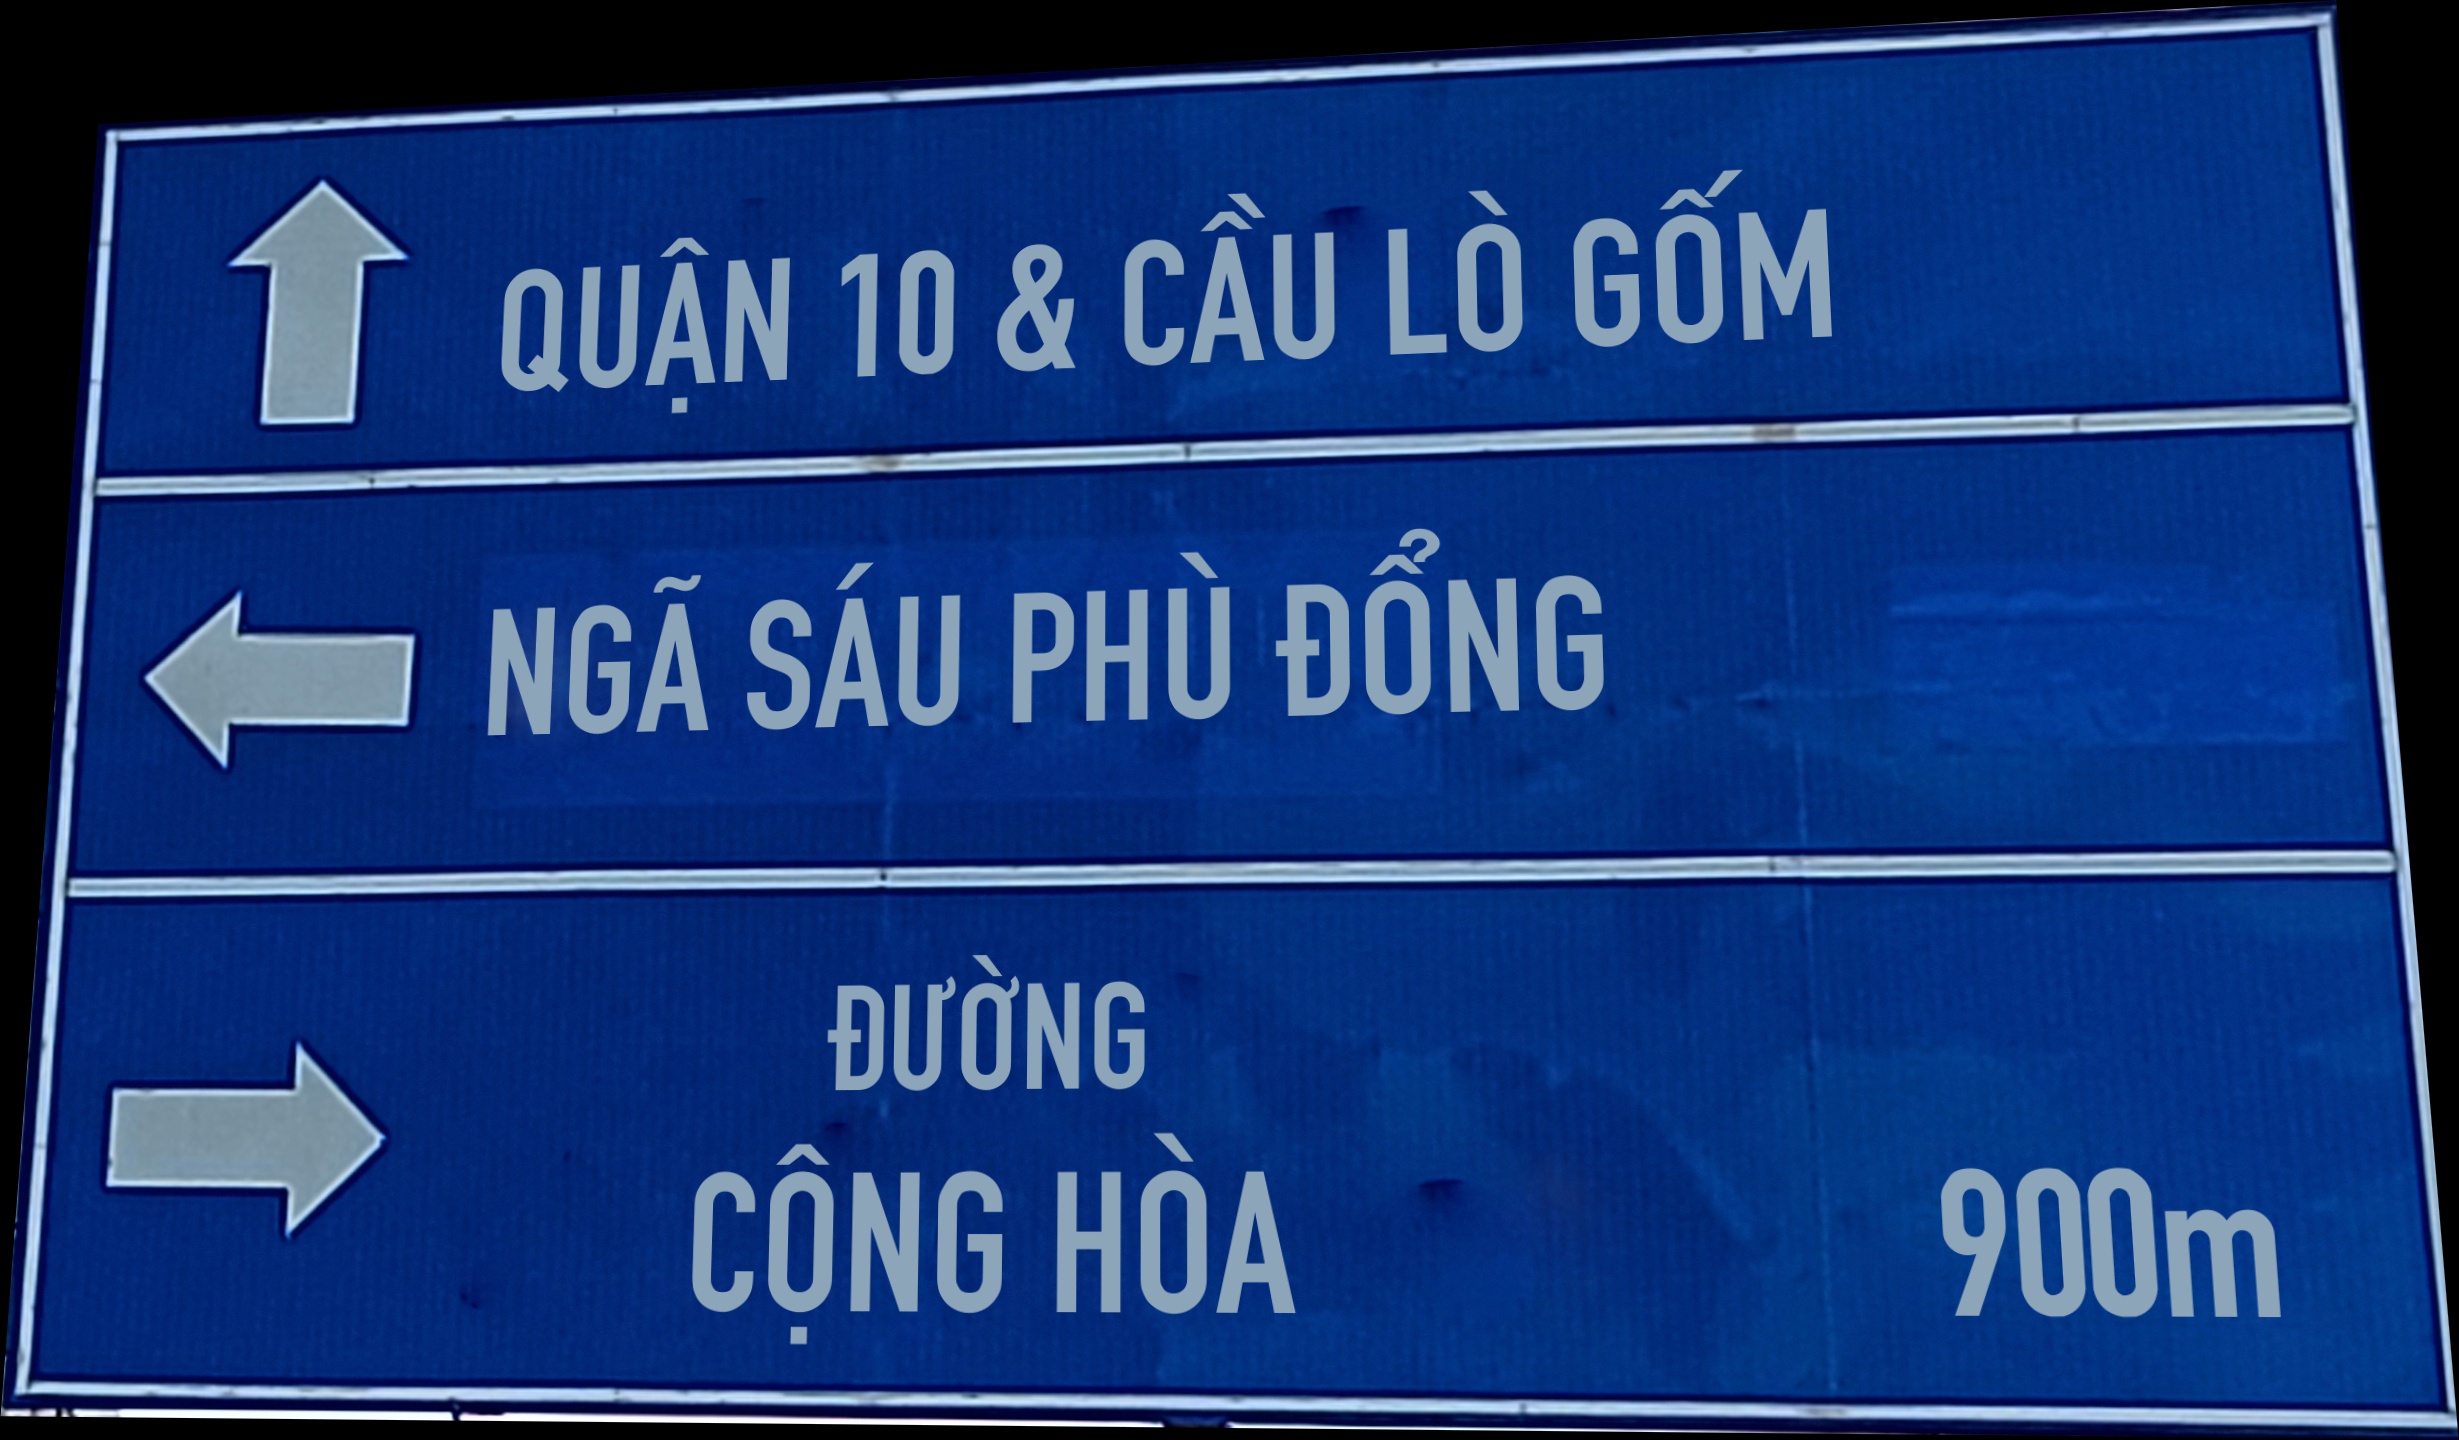 QUẬN 10 & CẦU LÒ GỐM
NGÃ SÁU PHÙ ĐỔNG
ĐƯỜNG
CỘNG HÒA 900m